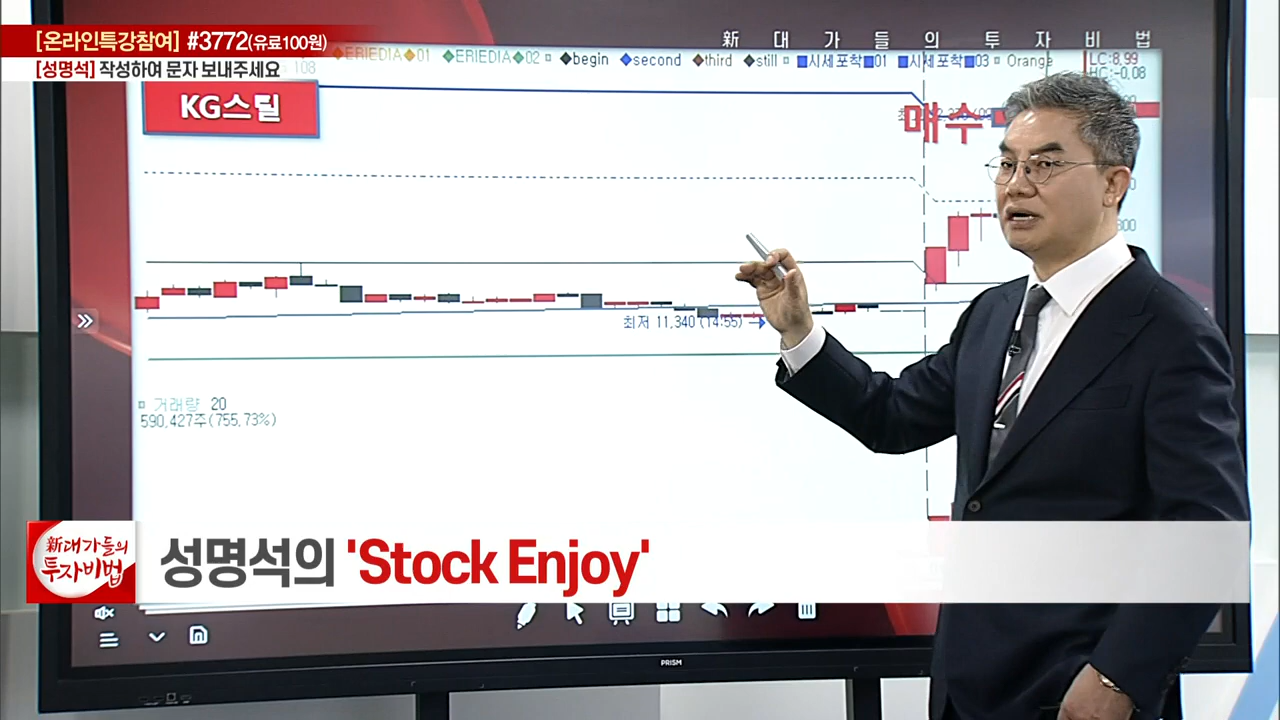 [온라인특강참여] #3772(유료100원)
[성명석] 작성하여 문자 보내주세요
新 대 가 들 의 투 자 비 법
108 ERIEDIA 01 ERIEDIA 02 begin second third still 시세포착 01 시세포착 03 Orange
LC:8,99
HC:-0,08
KG스틸
매수
최저 11,340 (14:55)
거래량 20
590,427주(755,73%)
新대가들의
투자비법
성명석의 'Stock Enjoy'
PRISM